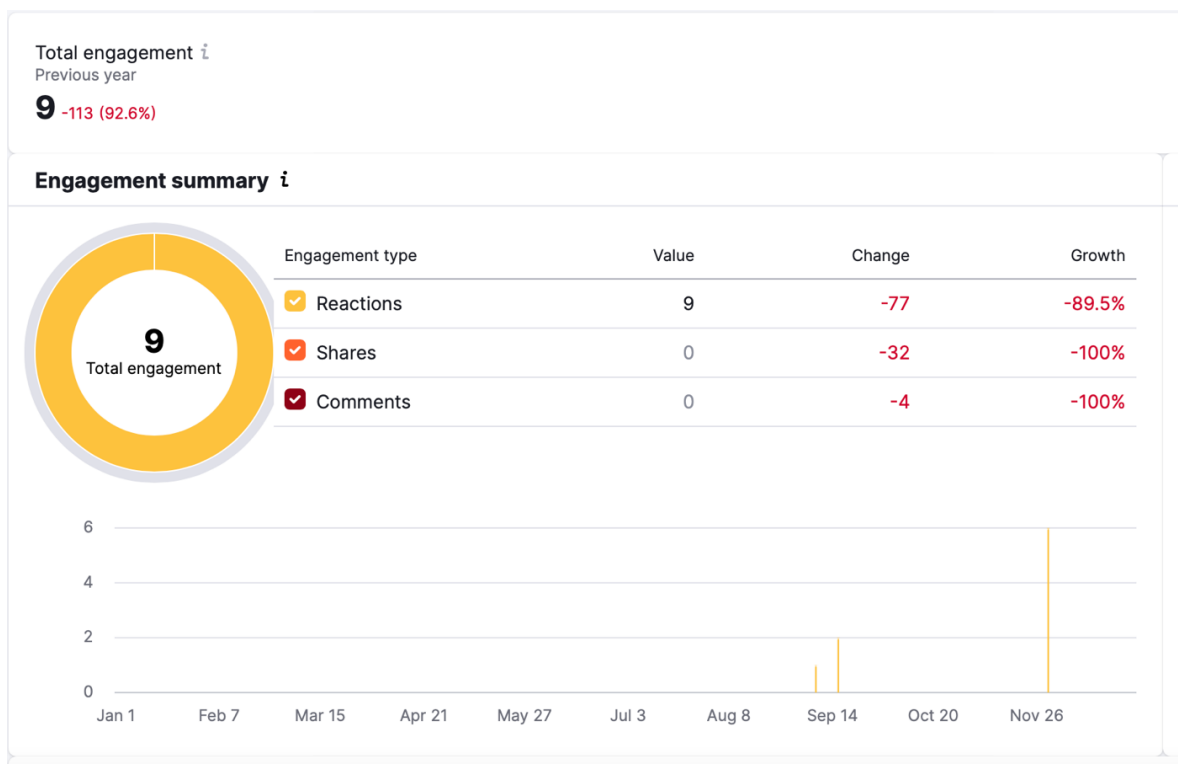 Total engagement i
Previous year
9 -113 (92.6%)
Engagement summary i
9
Total engagement
Engagement type Value Change Growth
Reactions 9 -77 -89.5%
Shares 0 -32 -100%
Comments 0 -4 -100%
6
4
2
0
Jan 1 Feb 7 Mar 15 Apr 21 May 27 Jul 3 Aug 8 Sep 14 Oct 20 Nov 26